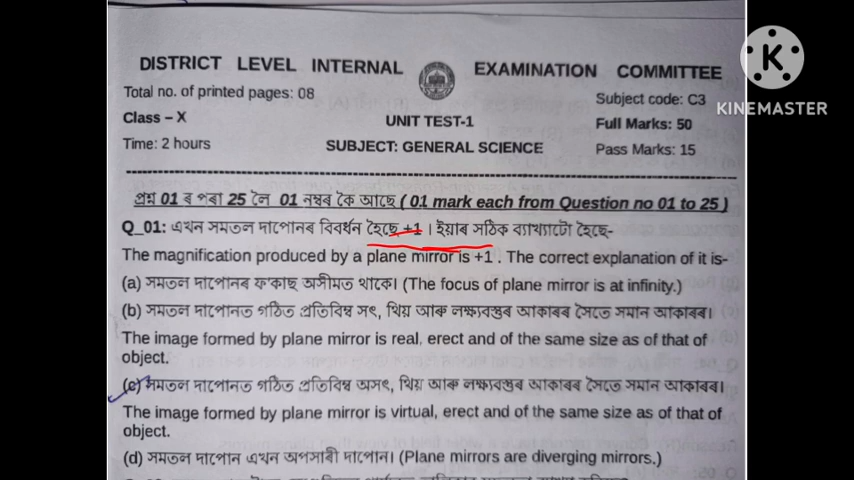 DISTRICT LEVEL INTERNAL EXAMINATION COMMITTEE
Total no. of printed pages: 08 Subject code: C3
Class – X UNIT TEST-1 Full Marks: 50
Time: 2 hours SUBJECT: GENERAL SCIENCE Pass Marks: 15
KINEMASTER
প্ৰশ্ন 01 ৰ পৰা 25 লৈ 01 নম্বৰ কৈ আছে ( 01 mark each from Question no 01 to 25)
Q_01: এখন সমতল দাপোনৰ বিবৰ্ধন হৈছে +1 । ইয়াৰ সঠিক ব্যাখ্যাটো হৈছে-
The magnification produced by a plane mirror is +1 . The correct explanation of it is-
(a) সমতল দাপোনৰ ফ'কাছ অসীমত থাকে। (The focus of plane mirror is at infinity.)
(b) সমতল দাপোনত গঠিত প্ৰতিবিম্ব সৎ, থিয় আৰু লক্ষ্যবস্তুৰ আকাৰৰ সৈতে সমান আকাৰৰ।
The image formed by plane mirror is real, erect and of the same size as of that of
object.
(c) সমতল দাপোনত গঠিত প্ৰতিবিম্ব অসৎ, থিয় আৰু লক্ষ্যবস্তুৰ আকাৰৰ সৈতে সমান আকাৰৰ।
The image formed by plane mirror is virtual, erect and of the same size as of that of
object.
(d) সমতল দাপোন এখন অপসাৰী দাপোন। (Plane mirrors are diverging mirrors.)